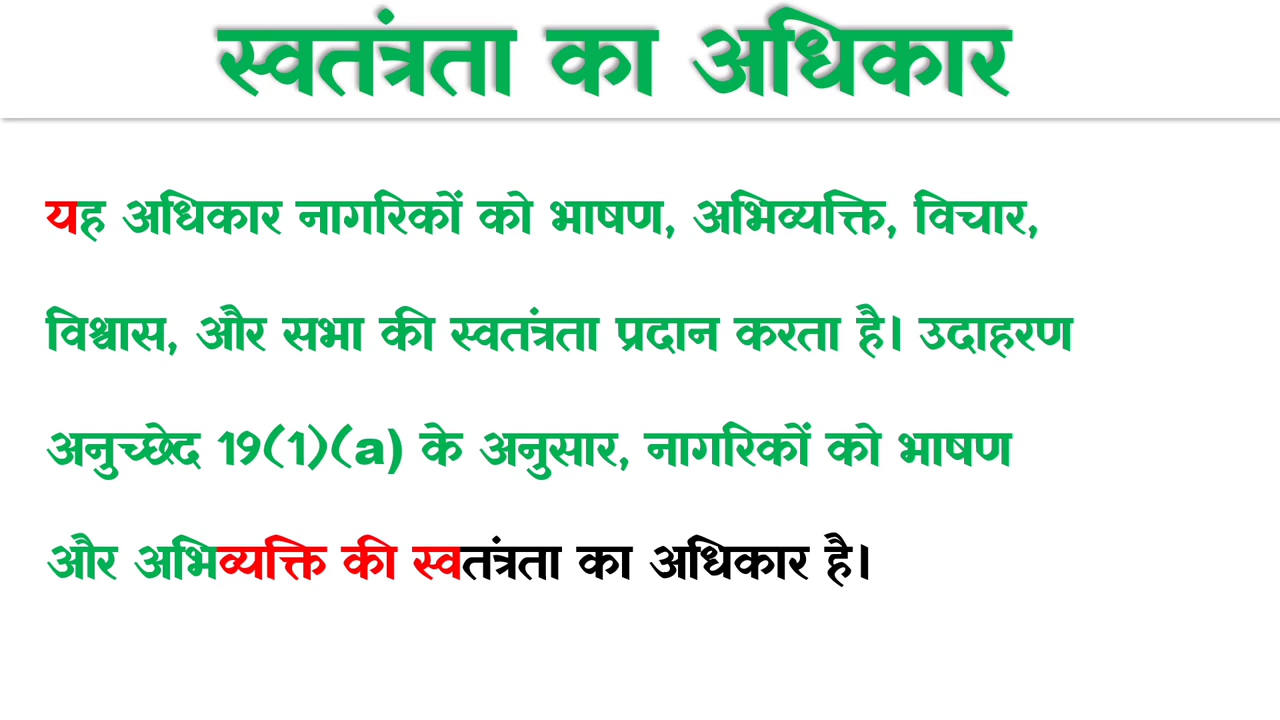 स्वतंत्रता का अधिकार
यह अधिकार नागरिकों को भाषण, अभिव्यक्ति, विचार,
विश्वास, और सभा की स्वतंत्रता प्रदान करता है। उदाहरण
अनुच्छेद 19(1)(a) के अनुसार, नागरिकों को भाषण
और अभिव्यक्ति की स्वतंत्रता का अधिकार है।